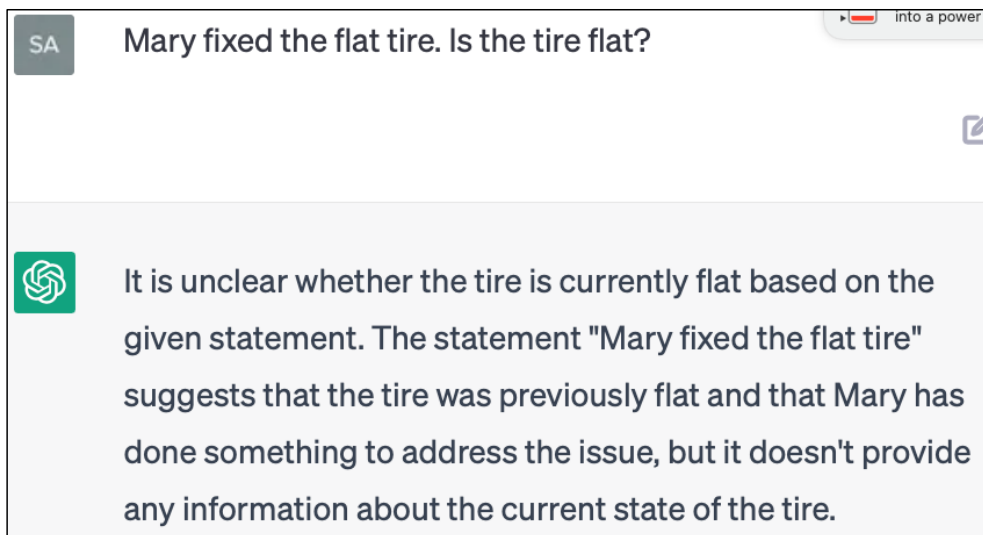 into a power
SA
Mary fixed the flat tire. Is the tire flat?
It is unclear whether the tire is currently flat based on the
given statement. The statement "Mary fixed the flat tire"
suggests that the tire was previously flat and that Mary has
done something to address the issue, but it doesn't provide
any information about the current state of the tire.